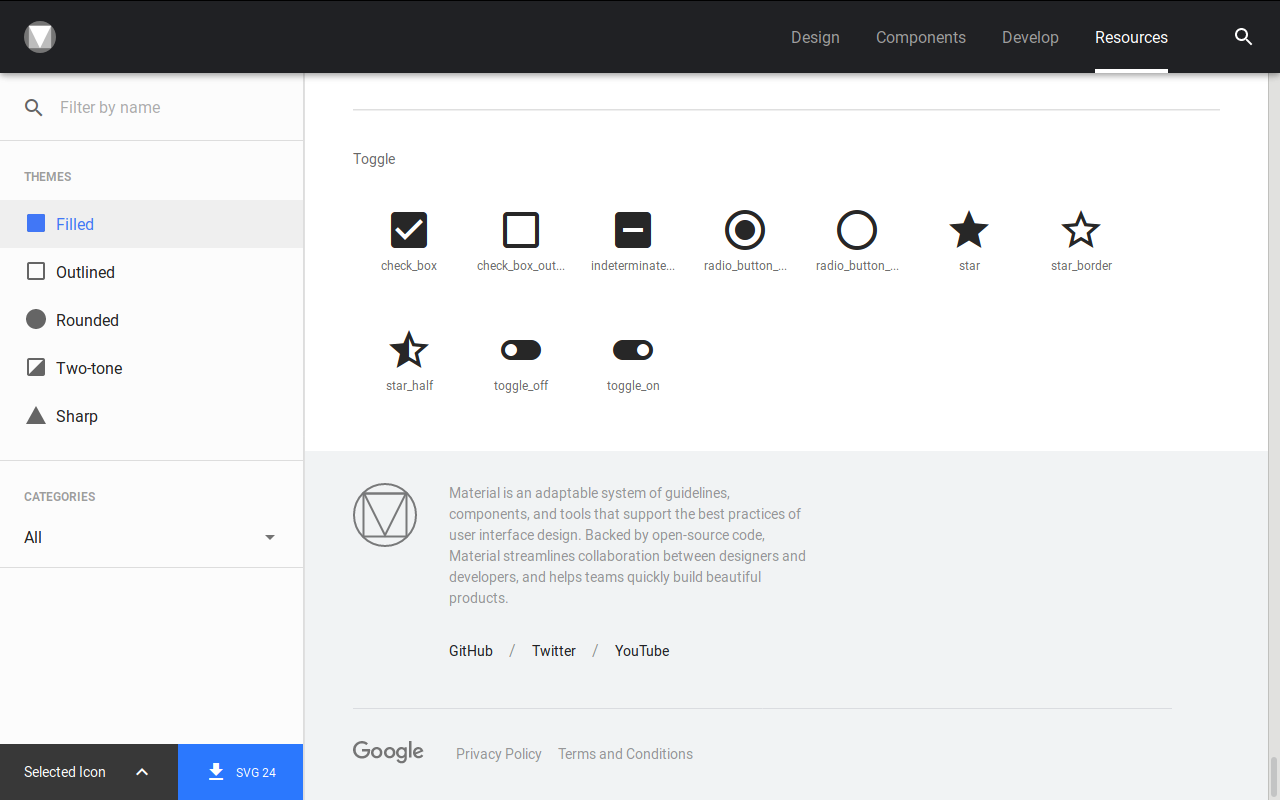 Design Components Develop Resources
Filter by name
THEMES
Filled
Outlined
Rounded
Two-tone
Sharp
CATEGORIES
All
Selected Icon
SVG 24
Toggle
check_box check_box_out... indeterminate... radio_button_... radio_button_... star star_border
star_half toggle_off toggle_on
Material is an adaptable system of guidelines,
components, and tools that support the best practices of
user interface design. Backed by open-source code,
Material streamlines collaboration between designers and
developers, and helps teams quickly build beautiful
products.
GitHub / Twitter / YouTube
Google Privacy Policy Terms and Conditions